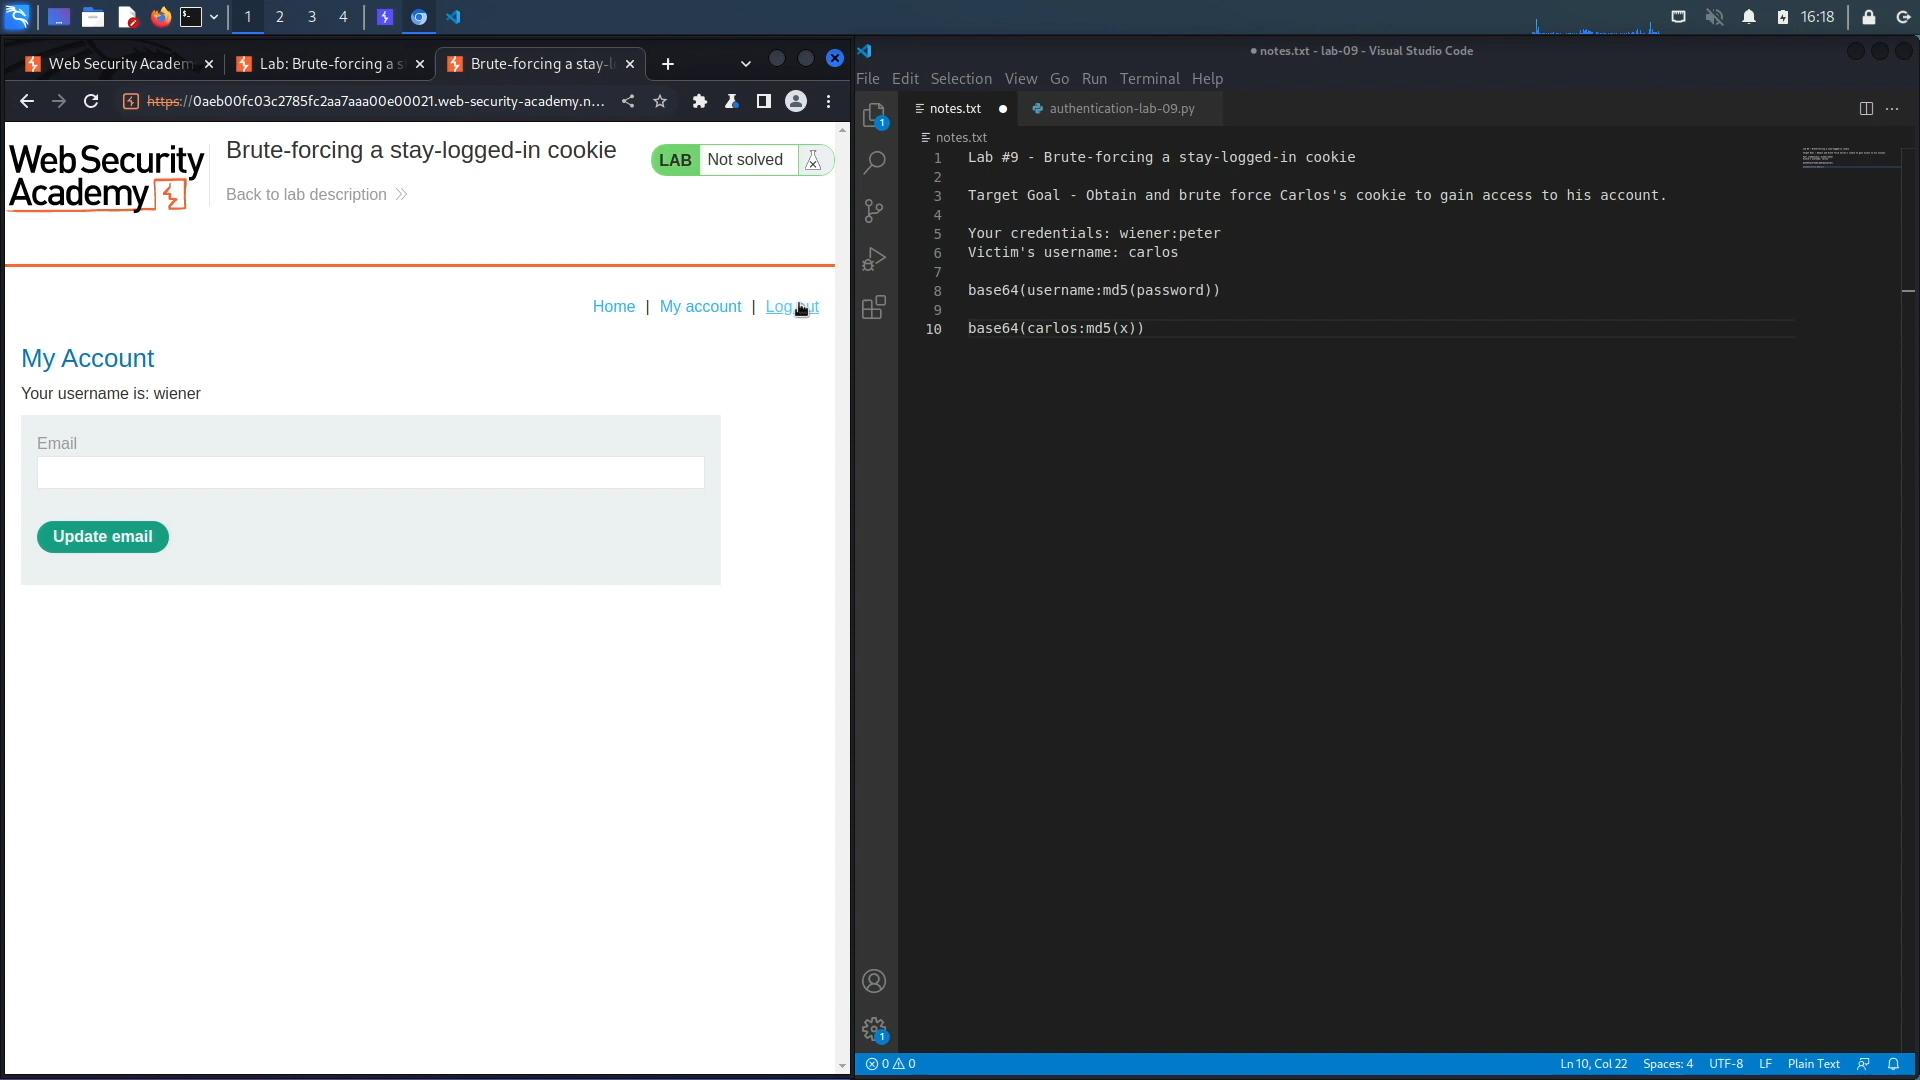 1 2 3 4
16:18
Web Security Academ
Lab: Brute-forcing a s
Brute-forcing a stay-l
https://0aeb00fc03c2785fc2aa7aaa00e00021.web-security-academy.n...
Web Security
Academy
Brute-forcing a stay-logged-in cookie
Back to lab description
LAB Not solved
Home | My account |
My Account
Your username is: wiener
Email
Update email
notes.txt - lab-09 - Visual Studio Code
File Edit Selection View Go Run Terminal Help
1
notes.txt
authentication-lab-09.py
notes.txt
1 Lab #9 - Brute-forcing a stay-logged-in cookie
2
3 Target Goal - Obtain and brute force Carlos's cookie to gain access to his account.
4
5 Your credentials: wiener:peter
6 Victim's username: carlos
7
8 base64(username:md5(password))
9
10 base64(carlos:md5(x))
1
0 0
Ln 10, Col 22 Spaces: 4 UTF-8 LF Plain Text